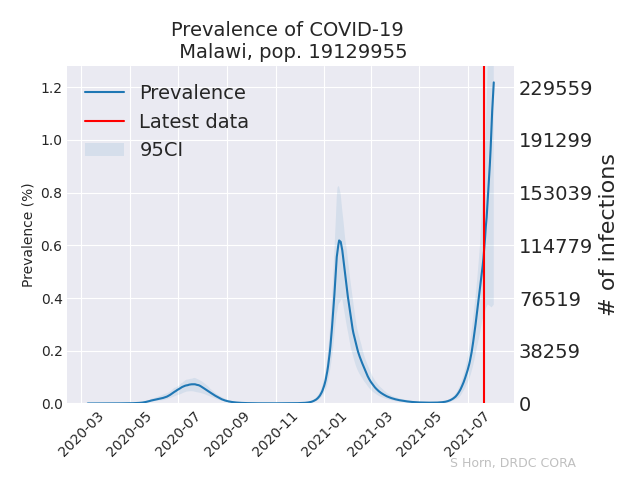 Prevalence of COVID-19
Malawi, pop. 19129955
Prevalence
Latest data
95CI
Prevalence (%)
1.2
1.0
0.8
0.6
0.4
0.2
0.0
229559
191299
153039
114779
76519
38259
0
# of infections
2020-03
2020-05
2020-07
2020-09
2020-11
2021-01
2021-03
2021-05
2021-07
S Horn, DRDC CORA